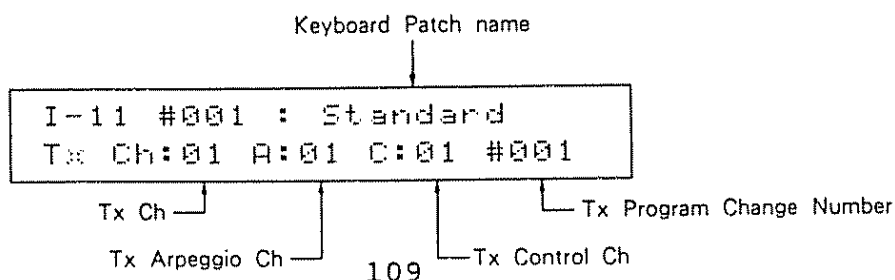 Keyboard Patch name
I-11 #001 : Standard
Tx Ch:01 A:01 C:01 #001
Tx Ch
Tx Program Change Number
Tx Arpeggio Ch
Tx Control Ch
109